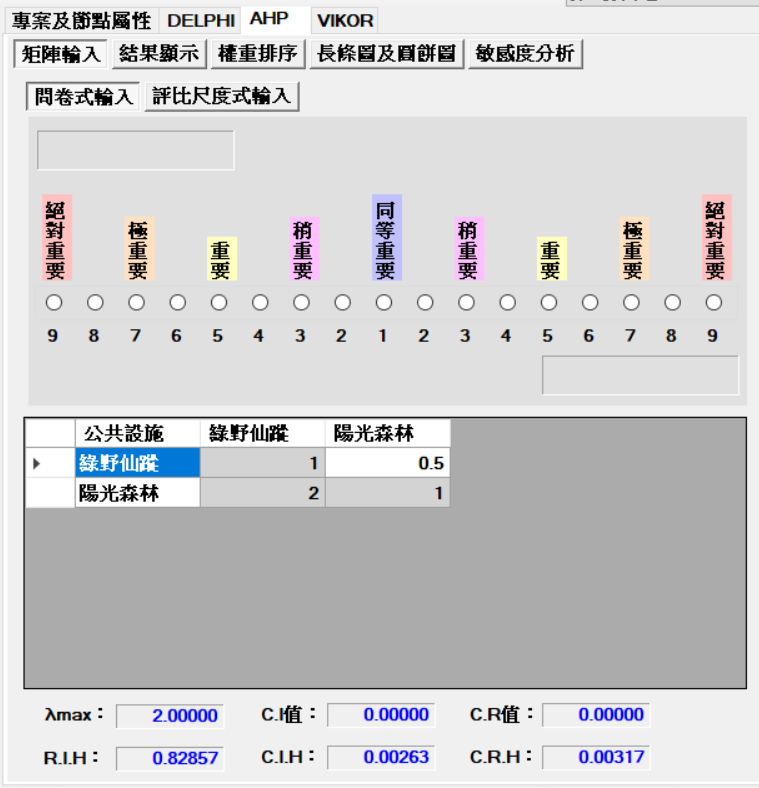 專案及節點屬性 DELPHI AHP VIKOR
矩陣輸入 結果顯示 權重排序 長條圖及圓餅圖 敏感度分析
問卷式輸入 評比尺度式輸入
絕對重要 極重要 重要 稍重要 同等重要 稍重要 重要 極重要 絕對重要
9 8 7 6 5 4 3 2 1 2 3 4 5 6 7 8 9
公共設施 綠野仙蹤 陽光森林
綠野仙蹤 1 0.5
陽光森林 2 1
λmax： 2.00000 C.I值： 0.00000 C.R值： 0.00000
R.I.H： 0.82857 C.I.H： 0.00263 C.R.H： 0.00317